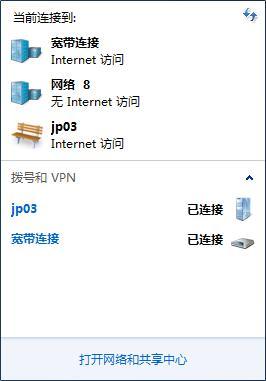 当前连接到:
宽带连接
Internet 访问
网络 8
无 Internet 访问
jp03
Internet 访问
拨号和 VPN
jp03 已连接
宽带连接 已连接
打开网络和共享中心